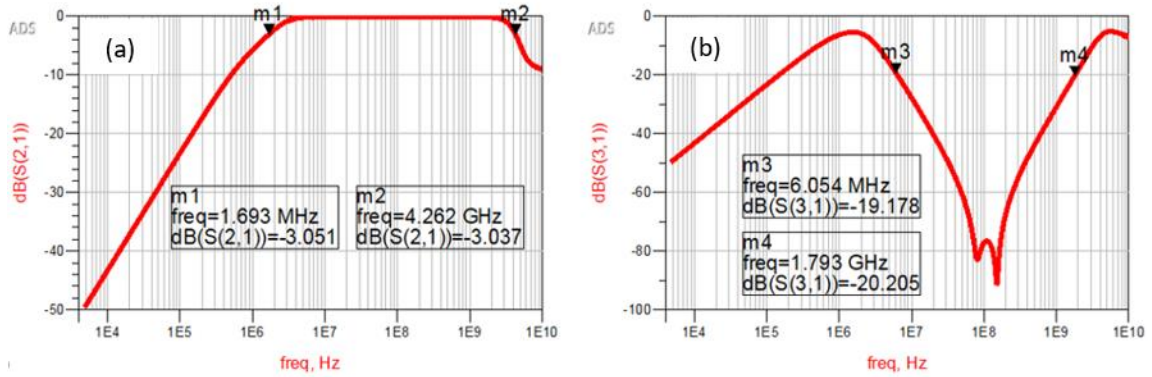 ADS
(a)
m1
m2
0
-10
-20
-30
-40
-50
dB(S(2,1))
m1
freq=1.693 MHz
dB(S(2,1))=-3.051
m2
freq=4.262 GHz
dB(S(2,1))=-3.037
1E4
1E5
1E6
1E7
1E8
1E9
1E10
freq, Hz
ADS
(b)
m3
m4
0
-20
-40
-60
-80
-100
dB(S(3,1))
m3
freq=6.054 MHz
dB(S(3,1))=-19.178
m4
freq=1.793 GHz
dB(S(3,1))=-20.205
1E4
1E5
1E6
1E7
1E8
1E9
1E10
freq, Hz